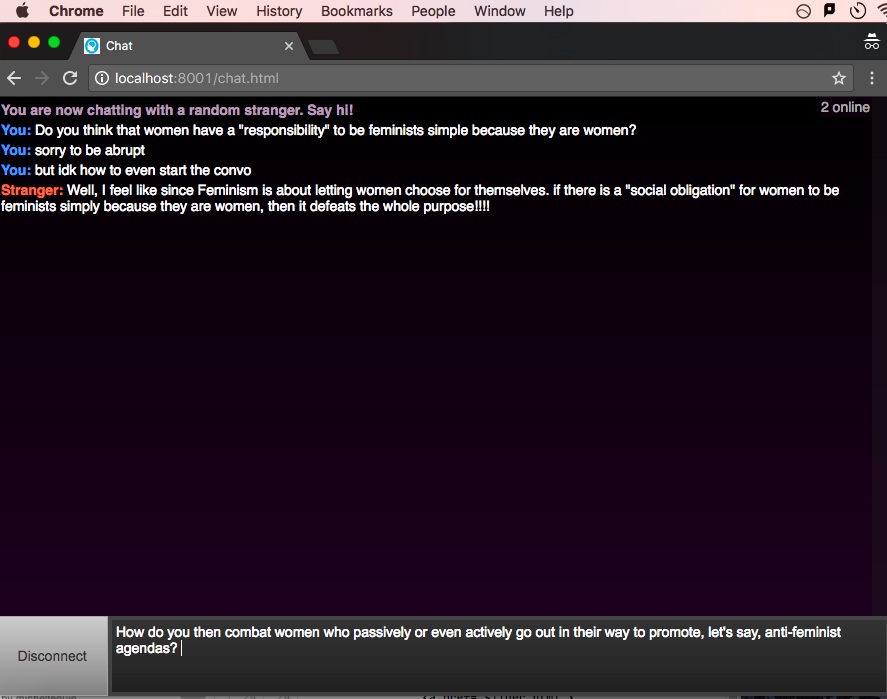 Chrome File Edit View History Bookmarks People Window Help
Chat
localhost:8001/chat.html
You are now chatting with a random stranger. Say hi!
2 online
You: Do you think that women have a "responsibility" to be feminists simple because they are women?
You: sorry to be abrupt
You: but idk how to even start the convo
Stranger: Well, I feel like since Feminism is about letting women choose for themselves. if there is a "social obligation" for women to be
feminists simply because they are women, then it defeats the whole purpose!!!!
Disconnect
How do you then combat women who passively or even actively go out in their way to promote, let's say, anti-feminist
agendas?